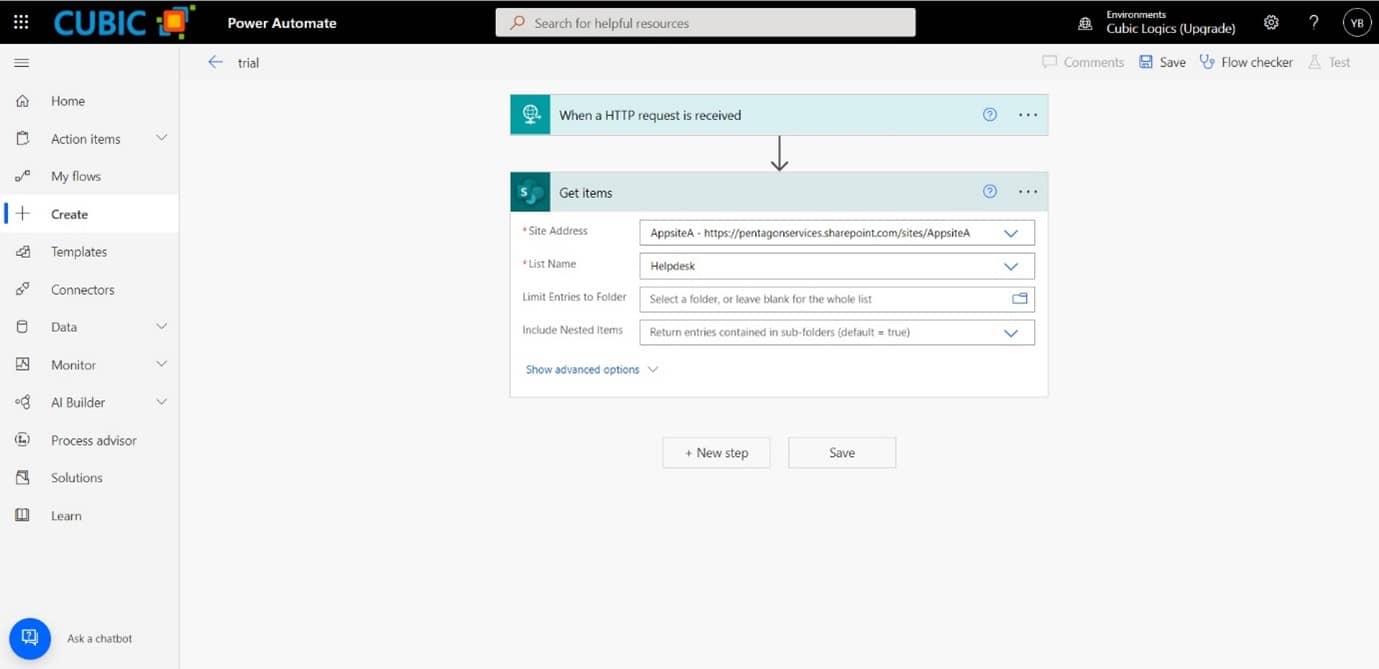 CUBIC
Power Automate
Search for helpful resources
Environments
Cubic Logics (Upgrade)
YB
trial
Comments
Save
Flow checker
Test
Home
Action items
My flows
Create
Templates
Connectors
Data
Monitor
AI Builder
Process advisor
Solutions
Learn
Ask a chatbot
When a HTTP request is received
S
Get items
*Site Address
AppsiteA - https://pentagonservices.sharepoint.com/sites/AppsiteA
*List Name
Helpdesk
Limit Entries to Folder
Select a folder, or leave blank for the whole list
Include Nested Items
Return entries contained in sub-folders (default = true)
Show advanced options
+ New step
Save